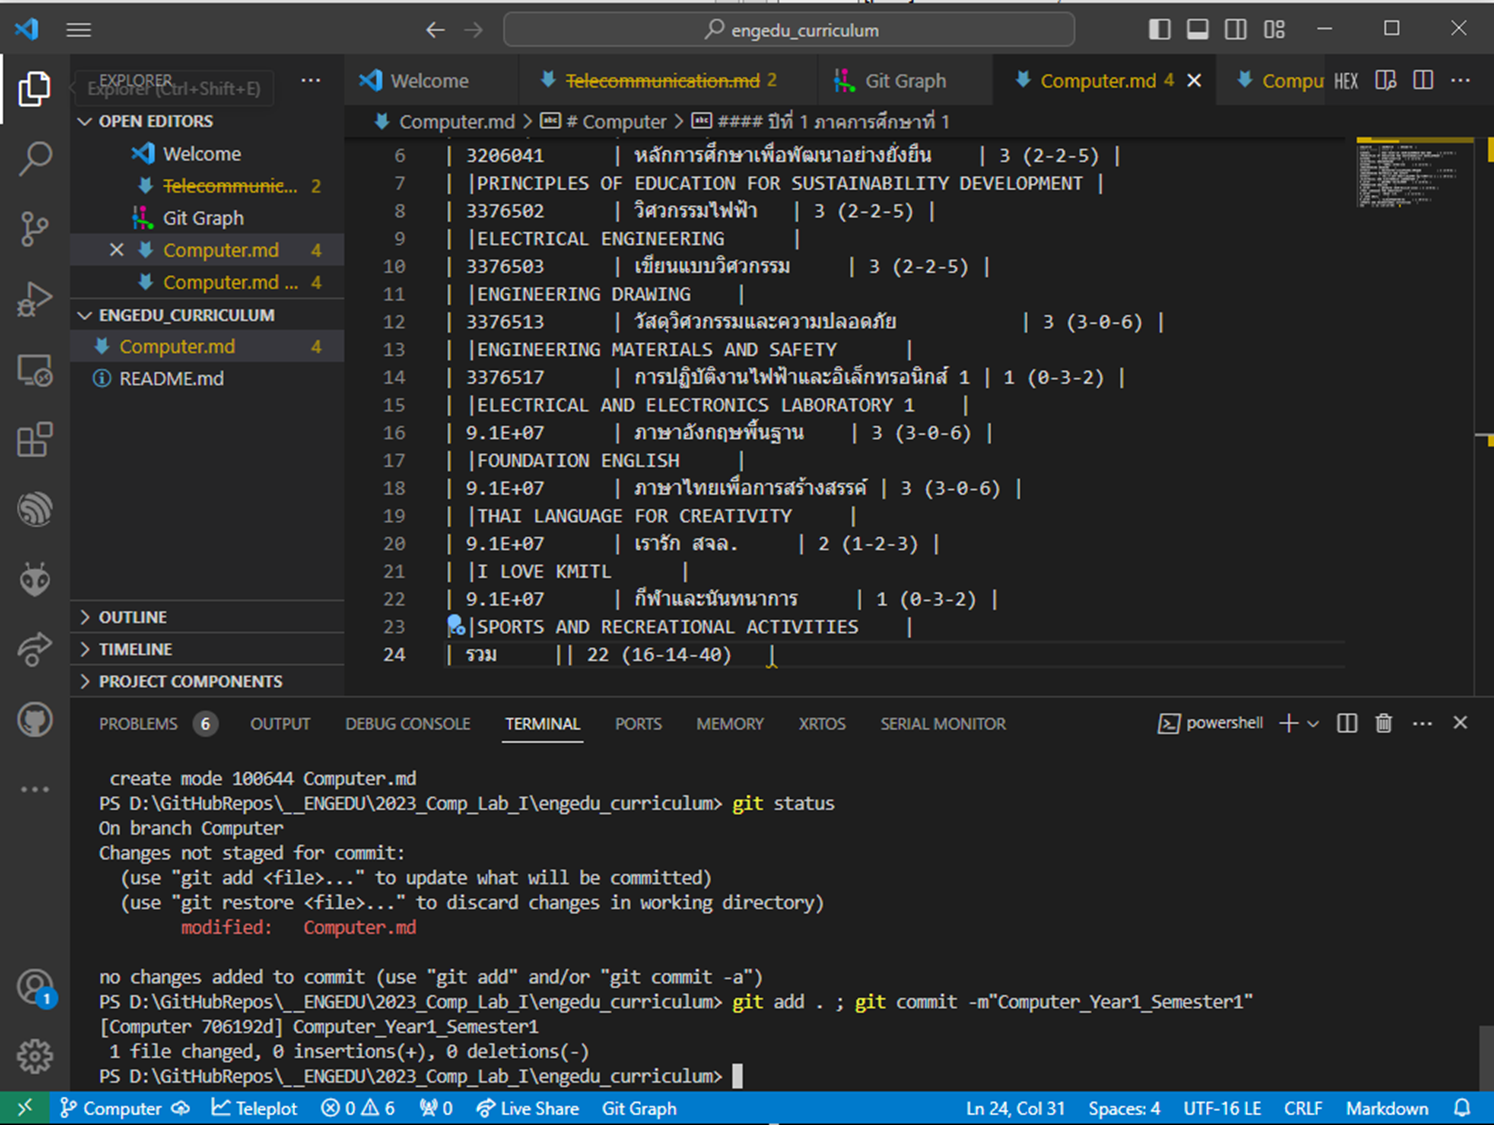 engedu_curriculum
EXPLORER
Explorer (Ctrl+Shift+E)
OPEN EDITORS
Welcome
Telecommunic... 2
Git Graph
Computer.md 4
Computer.md ... 4
ENGEDU_CURRICULUM
Computer.md 4
README.md
OUTLINE
TIMELINE
PROJECT COMPONENTS
Welcome
Telecommunication.md 2
Git Graph
Computer.md 4
Compu
HEX
Computer.md > # Computer > #### ปีที่ 1 ภาคการศึกษาที่ 1
6 | 3206041 | หลักการศึกษาเพื่อพัฒนาอย่างยั่งยืน | 3 (2-2-5) |
7 | |PRINCIPLES OF EDUCATION FOR SUSTAINABILITY DEVELOPMENT |
8 | 3376502 | วิศวกรรมไฟฟ้า | 3 (2-2-5) |
9 | |ELECTRICAL ENGINEERING |
10 | 3376503 | เขียนแบบวิศวกรรม | 3 (2-2-5) |
11 | |ENGINEERING DRAWING |
12 | 3376513 | วัสดุวิศวกรรมและความปลอดภัย | 3 (3-0-6) |
13 | |ENGINEERING MATERIALS AND SAFETY |
14 | 3376517 | การปฏิบัติงานไฟฟ้าและอิเล็กทรอนิกส์ 1 | 1 (0-3-2) |
15 | |ELECTRICAL AND ELECTRONICS LABORATORY 1 |
16 | 9.1E+07 | ภาษาอังกฤษพื้นฐาน | 3 (3-0-6) |
17 | |FOUNDATION ENGLISH |
18 | 9.1E+07 | ภาษาไทยเพื่อการสร้างสรรค์ | 3 (3-0-6) |
19 | |THAI LANGUAGE FOR CREATIVITY |
20 | 9.1E+07 | เรารัก สจล. | 2 (1-2-3) |
21 | |I LOVE KMITL |
22 | 9.1E+07 | กีฬาและนันทนาการ | 1 (0-3-2) |
23 | |SPORTS AND RECREATIONAL ACTIVITIES |
24 | รวม || 22 (16-14-40) |
PROBLEMS 6 OUTPUT DEBUG CONSOLE TERMINAL PORTS MEMORY XRTOS SERIAL MONITOR powershell
create mode 100644 Computer.md
PS D:\GitHubRepos\__ENGEDU\2023_Comp_Lab_I\engedu_curriculum> git status
On branch Computer
Changes not staged for commit:
(use "git add <file>..." to update what will be committed)
(use "git restore <file>..." to discard changes in working directory)
modified: Computer.md
no changes added to commit (use "git add" and/or "git commit -a")
PS D:\GitHubRepos\__ENGEDU\2023_Comp_Lab_I\engedu_curriculum> git add . ; git commit -m"Computer_Year1_Semester1"
[Computer 706192d] Computer_Year1_Semester1
1 file changed, 0 insertions(+), 0 deletions(-)
PS D:\GitHubRepos\__ENGEDU\2023_Comp_Lab_I\engedu_curriculum>
1
Computer Teleplot 0 6 0 Live Share Git Graph Ln 24, Col 31 Spaces: 4 UTF-16 LE CRLF Markdown